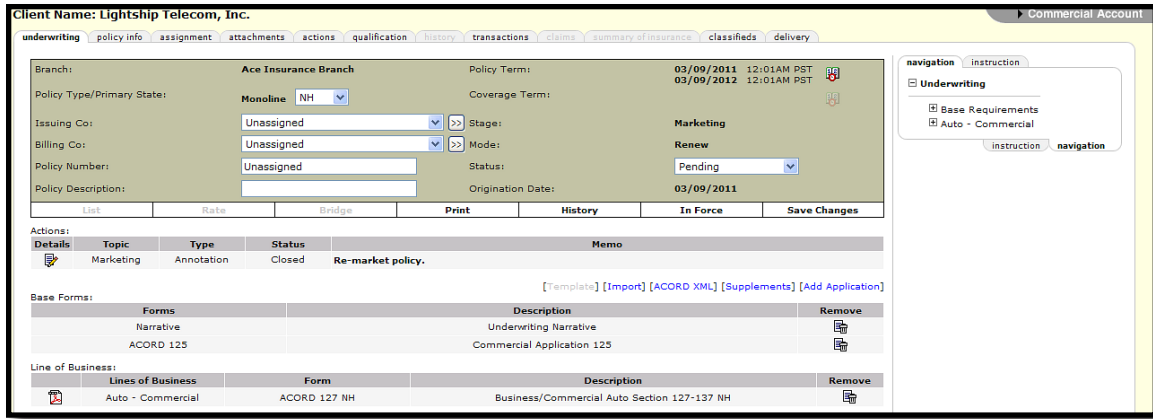 Client Name: Lightship Telecom, Inc.
Commercial Account
underwriting policy info assignment attachments actions qualification history transactions claims summary of insurance classifieds delivery
Branch: Ace Insurance Branch Policy Term: 03/09/2011 12:01AM PST
03/09/2012 12:01AM PST
Policy Type/Primary State: Monoline NH Coverage Term:
Issuing Co: Unassigned >> Stage: Marketing
Billing Co: Unassigned >> Mode: Renew
Policy Number: Unassigned Status: Pending
Policy Description: Origination Date: 03/09/2011
List Rate Bridge Print History In Force Save Changes
Actions:
Details Topic Type Status Memo
Marketing Annotation Closed Re-market policy.
[Template] [Import] [ACORD XML] [Supplements] [Add Application]
Base Forms:
Forms Description Remove
Narrative Underwriting Narrative
ACORD 125 Commercial Application 125
Line of Business:
Lines of Business Form Description Remove
Auto - Commercial ACORD 127 NH Business/Commercial Auto Section 127-137 NH
navigation instruction
Underwriting
Base Requirements
Auto - Commercial
instruction navigation